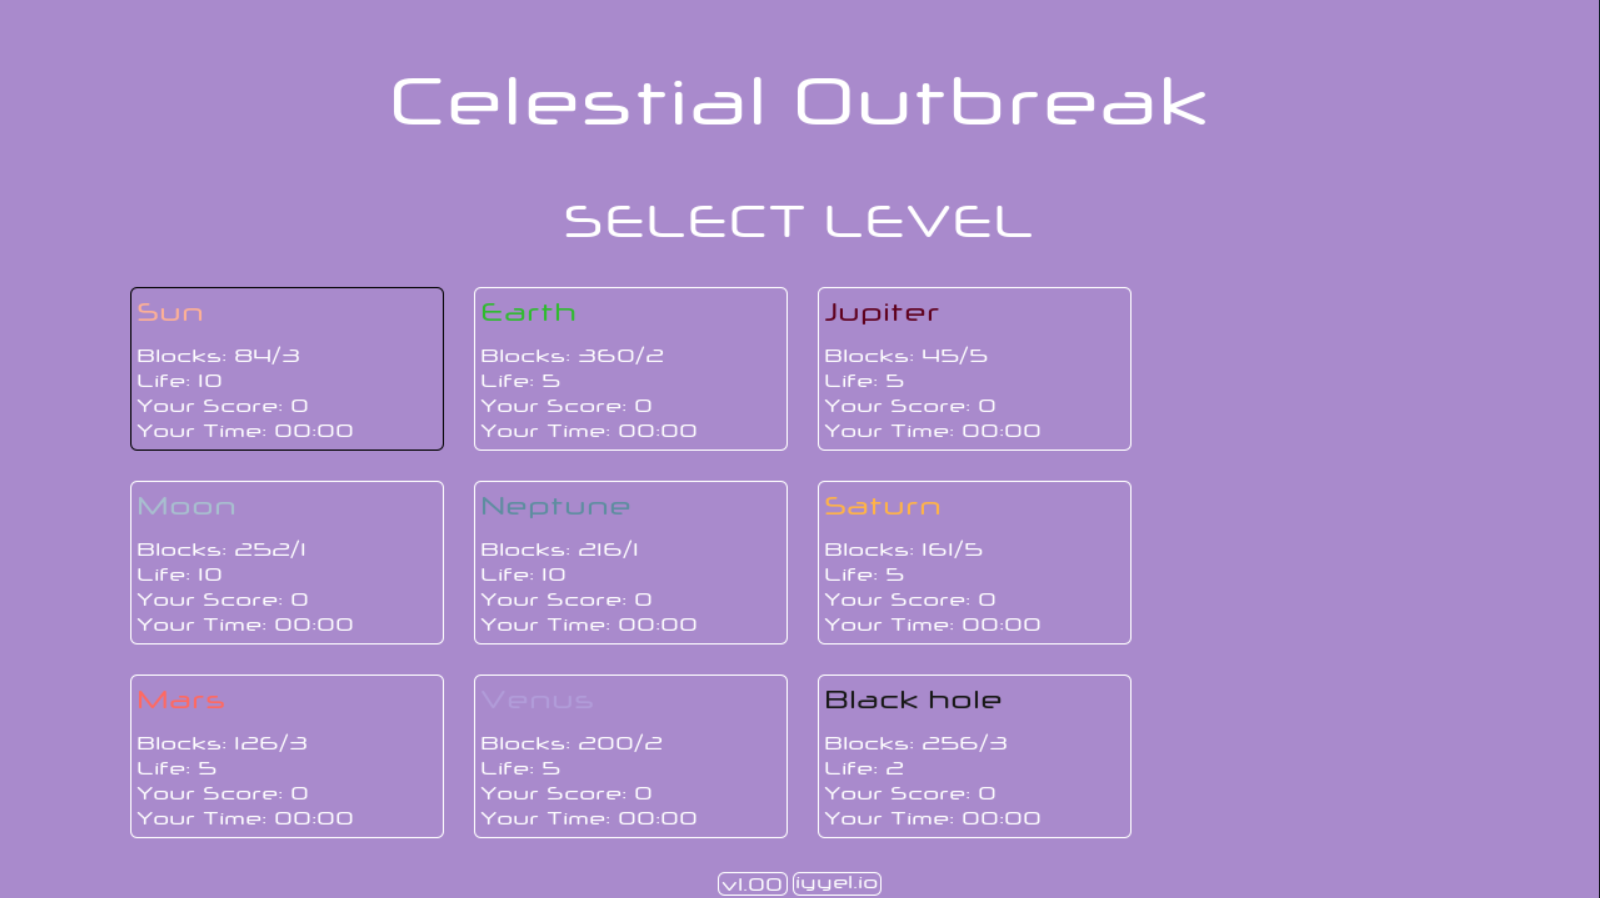 Celestial Outbreak
SELECT LEVEL
Sun
Blocks: 84/3
Life: 10
Your Score: 0
Your Time: 00:00
Earth
Blocks: 360/2
Life: 5
Your Score: 0
Your Time: 00:00
Jupiter
Blocks: 45/5
Life: 5
Your Score: 0
Your Time: 00:00
Moon
Blocks: 252/1
Life: 10
Your Score: 0
Your Time: 00:00
Neptune
Blocks: 216/1
Life: 10
Your Score: 0
Your Time: 00:00
Saturn
Blocks: 161/5
Life: 5
Your Score: 0
Your Time: 00:00
Mars
Blocks: 126/3
Life: 5
Your Score: 0
Your Time: 00:00
Venus
Blocks: 200/2
Life: 5
Your Score: 0
Your Time: 00:00
Black hole
Blocks: 256/3
Life: 2
Your Score: 0
Your Time: 00:00
v1.00 iyyel.io